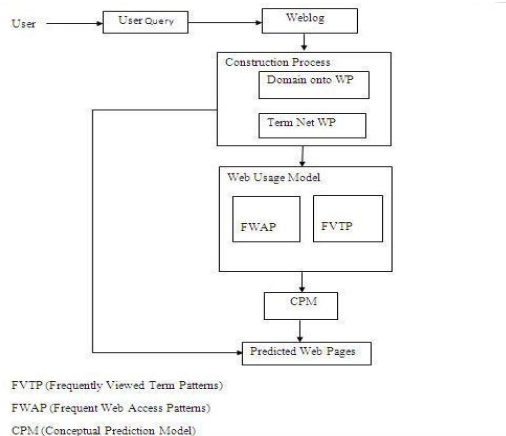 User
User Query
Weblog
Construction Process
Domain onto WP
Term Net WP
Web Usage Model
FWAP
FVTP
CPM
Predicted Web Pages
FVTP (Frequently Viewed Term Patterns)
FWAP (Frequent Web Access Patterns)
CPM (Conceptual Prediction Model)